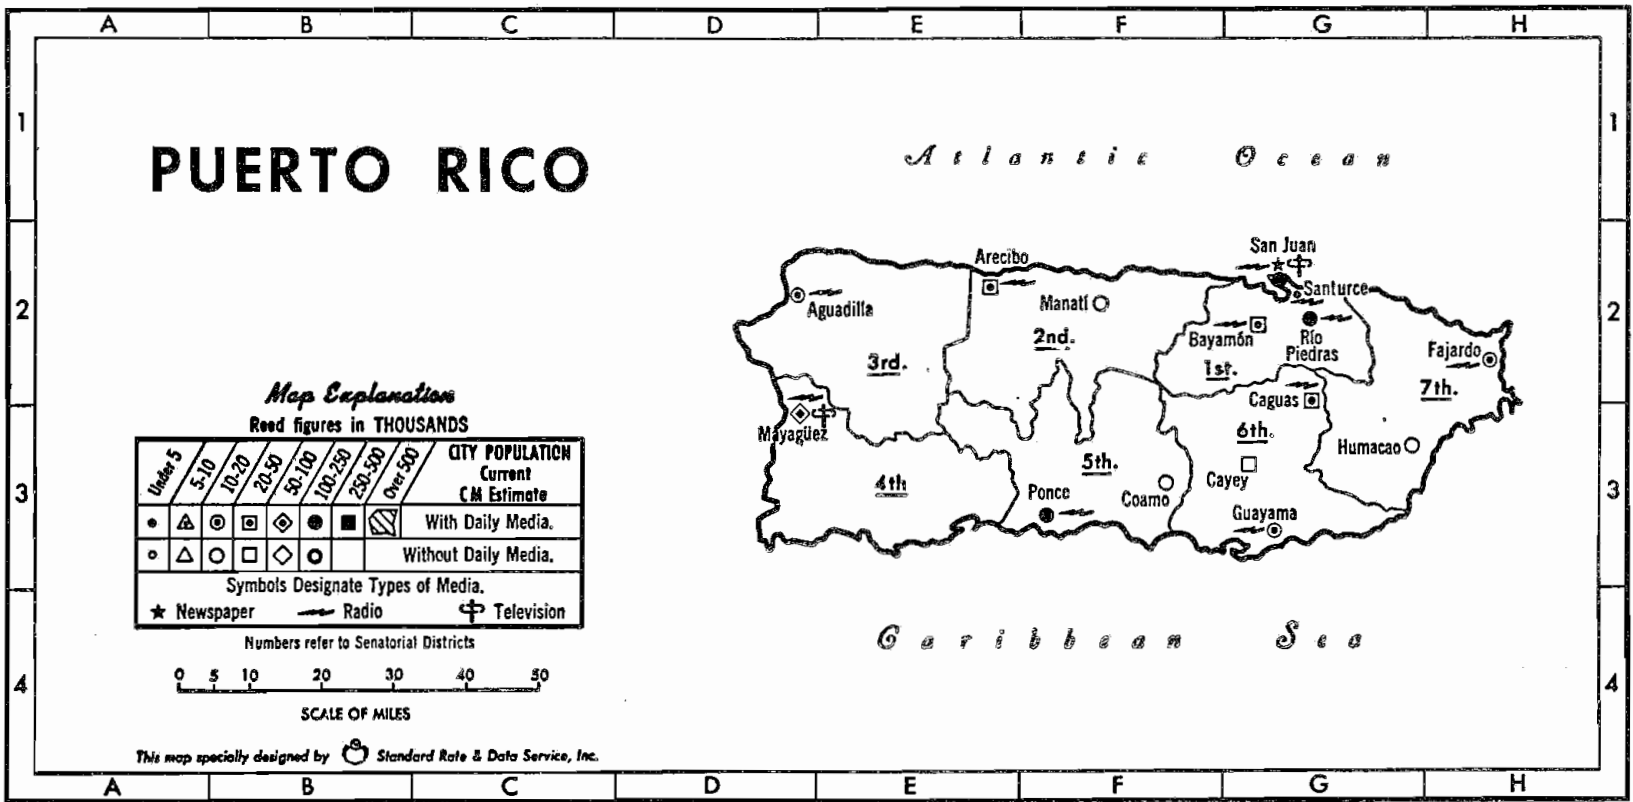 A B C D E F G H
1 1
PUERTO RICO
Atlantic Ocean
San Juan
Arecibo
Santurce
2 2
Aguadilla
Manatí
Bayamón
Río
Piedras
2nd.
Fajardo
3rd.
1st.
7th.
Caguas
Mayagüez
6th.
Humacao
5th.
Cayey
4th
Ponce
Coamo
Guayama
3 3
Map Explanation
Read figures in THOUSANDS
Under 5 5-10 10-20 20-50 50-100 100-250 250-500 Over 500
CITY POPULATION
Current
CM Estimate
With Daily Media.
Without Daily Media.
Symbols Designate Types of Media.
Newspaper Radio Television
Numbers refer to Senatorial Districts
Caribbean Sea
0 5 10 20 30 40 50
4 4
SCALE OF MILES
This map specially designed by Standard Rate & Data Service, Inc.
A B C D E F G H